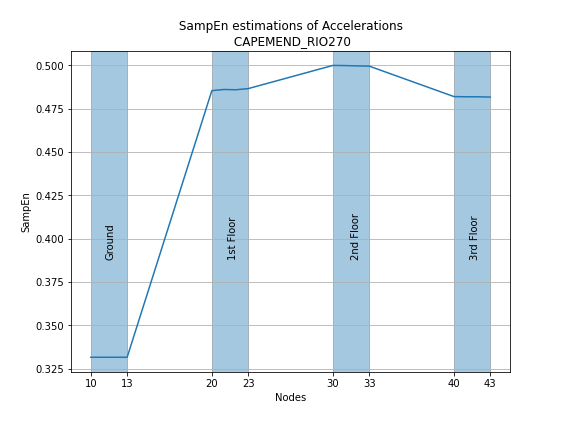 SampEn estimations of Accelerations
CAPEMEND_RIO270
0.500
0.475
0.450
0.425
0.400
0.375
0.350
0.325
SampEn
Ground
1st Floor
2nd Floor
3rd Floor
10 13 20 23 30 33 40 43
Nodes